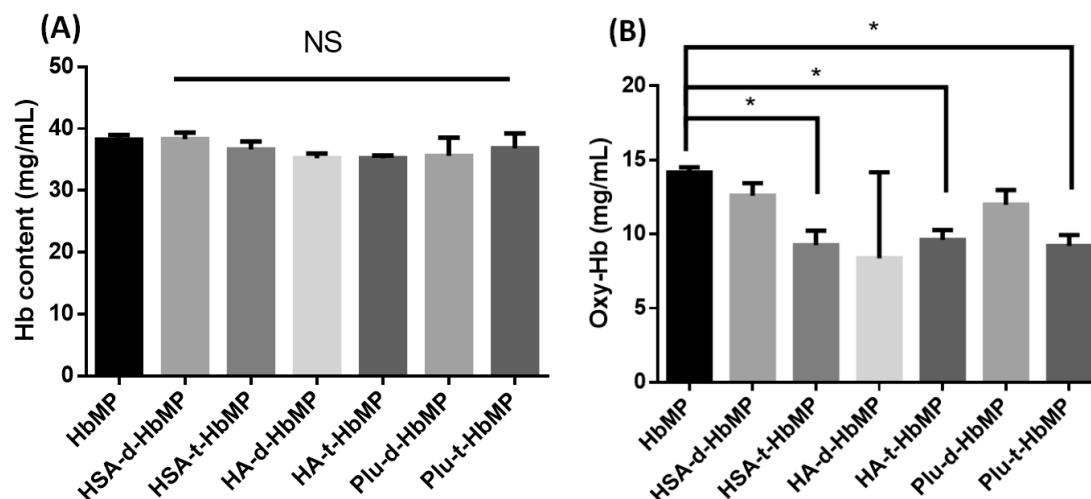 (A)
NS
Hb content (mg/mL)
50
40
30
20
10
0
HbMP
HSA-d-HbMP
HSA-t-HbMP
HA-d-HbMP
HA-t-HbMP
Plu-d-HbMP
Plu-t-HbMP
(B)
*
*
*
Oxy-Hb (mg/mL)
20
15
10
5
0
HbMP
HSA-d-HbMP
HSA-t-HbMP
HA-d-HbMP
HA-t-HbMP
Plu-d-HbMP
Plu-t-HbMP